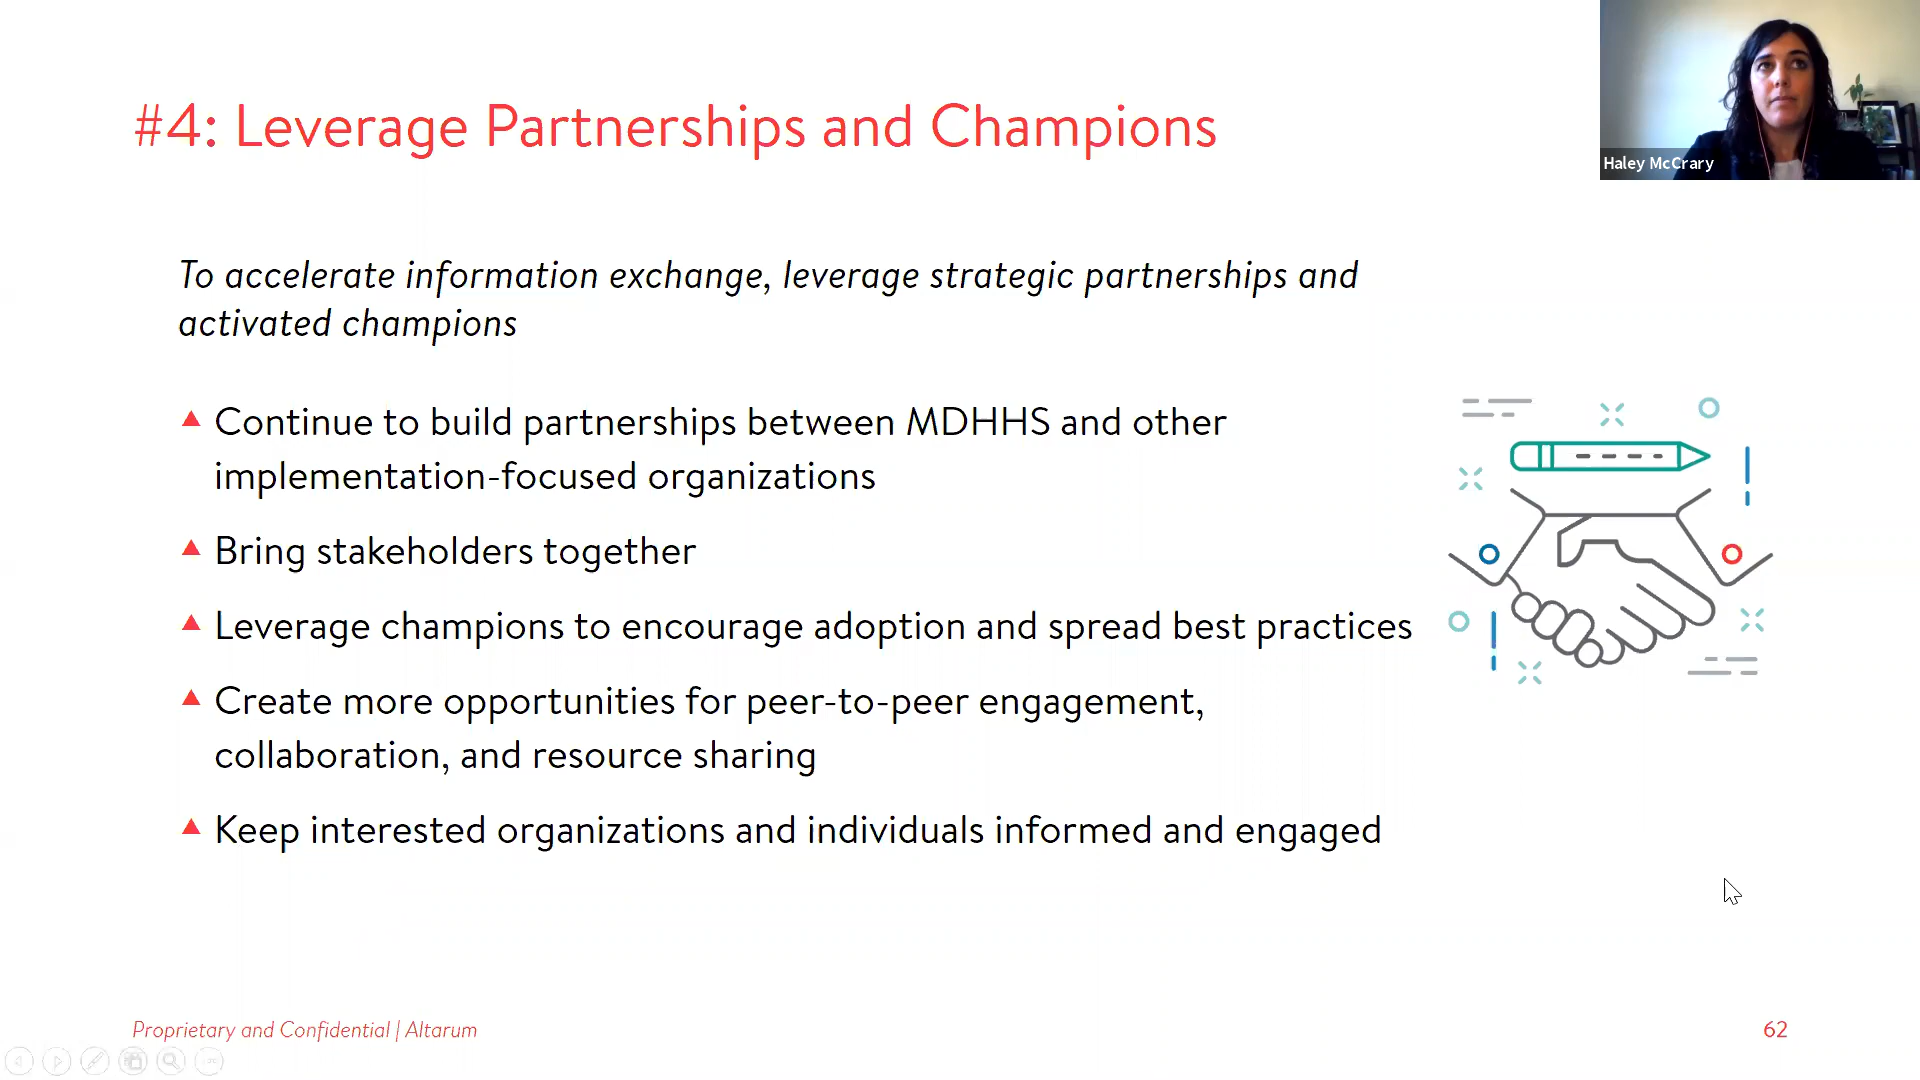 #4: Leverage Partnerships and Champions
Haley McCrary
To accelerate information exchange, leverage strategic partnerships and
activated champions
Continue to build partnerships between MDHHS and other
implementation-focused organizations
Bring stakeholders together
Leverage champions to encourage adoption and spread best practices
Create more opportunities for peer-to-peer engagement,
collaboration, and resource sharing
Keep interested organizations and individuals informed and engaged
Proprietary and Confidential | Altarum
62